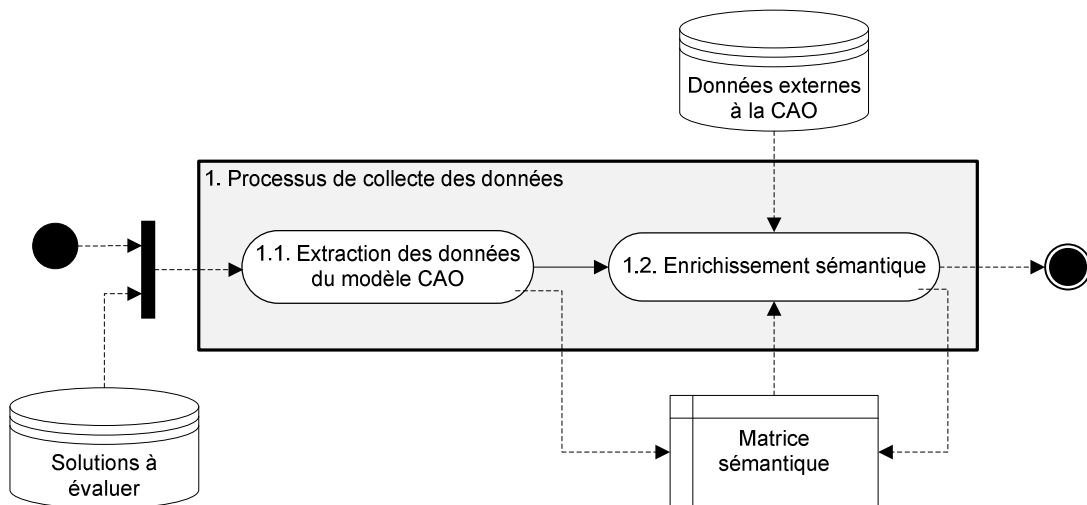 Données externes
à la CAO
1. Processus de collecte des données
1.1. Extraction des données
du modèle CAO
1.2. Enrichissement sémantique
Solutions à
évaluer
Matrice
sémantique